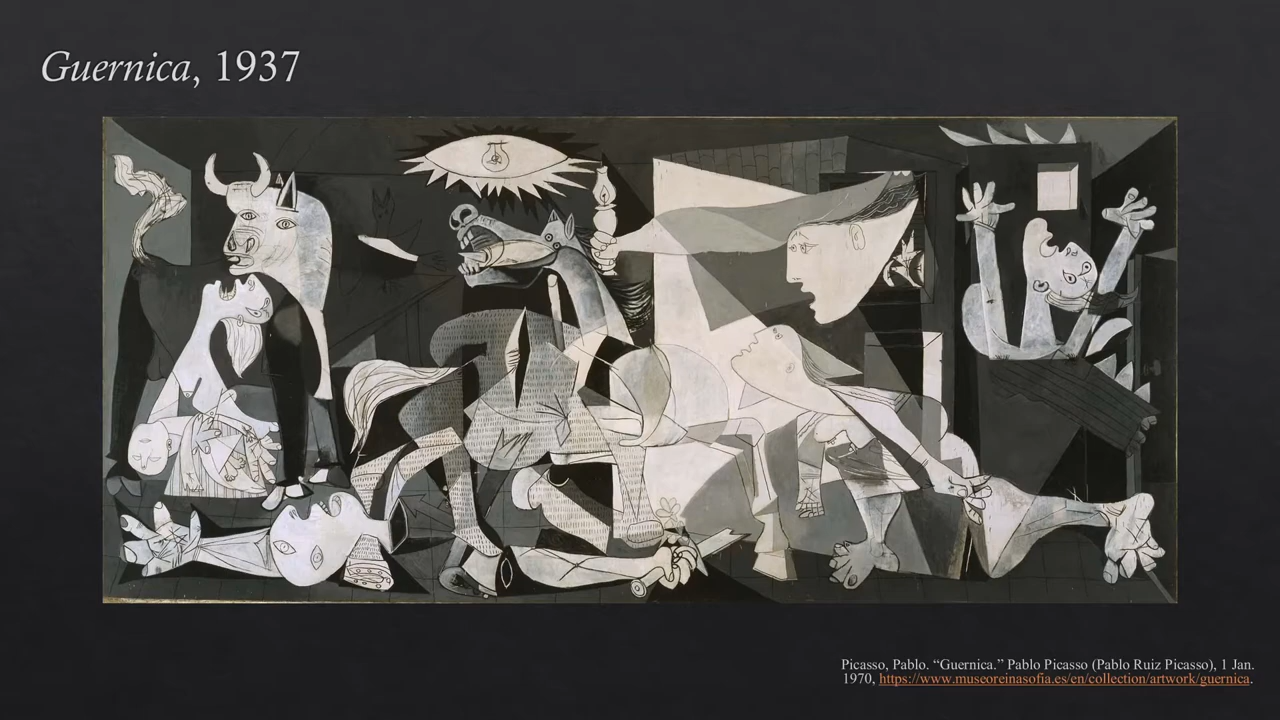 Guernica, 1937
Picasso, Pablo. “Guernica.” Pablo Picasso (Pablo Ruiz Picasso), 1 Jan.
1970, https://www.museoreinasofia.es/en/collection/artwork/guernica.